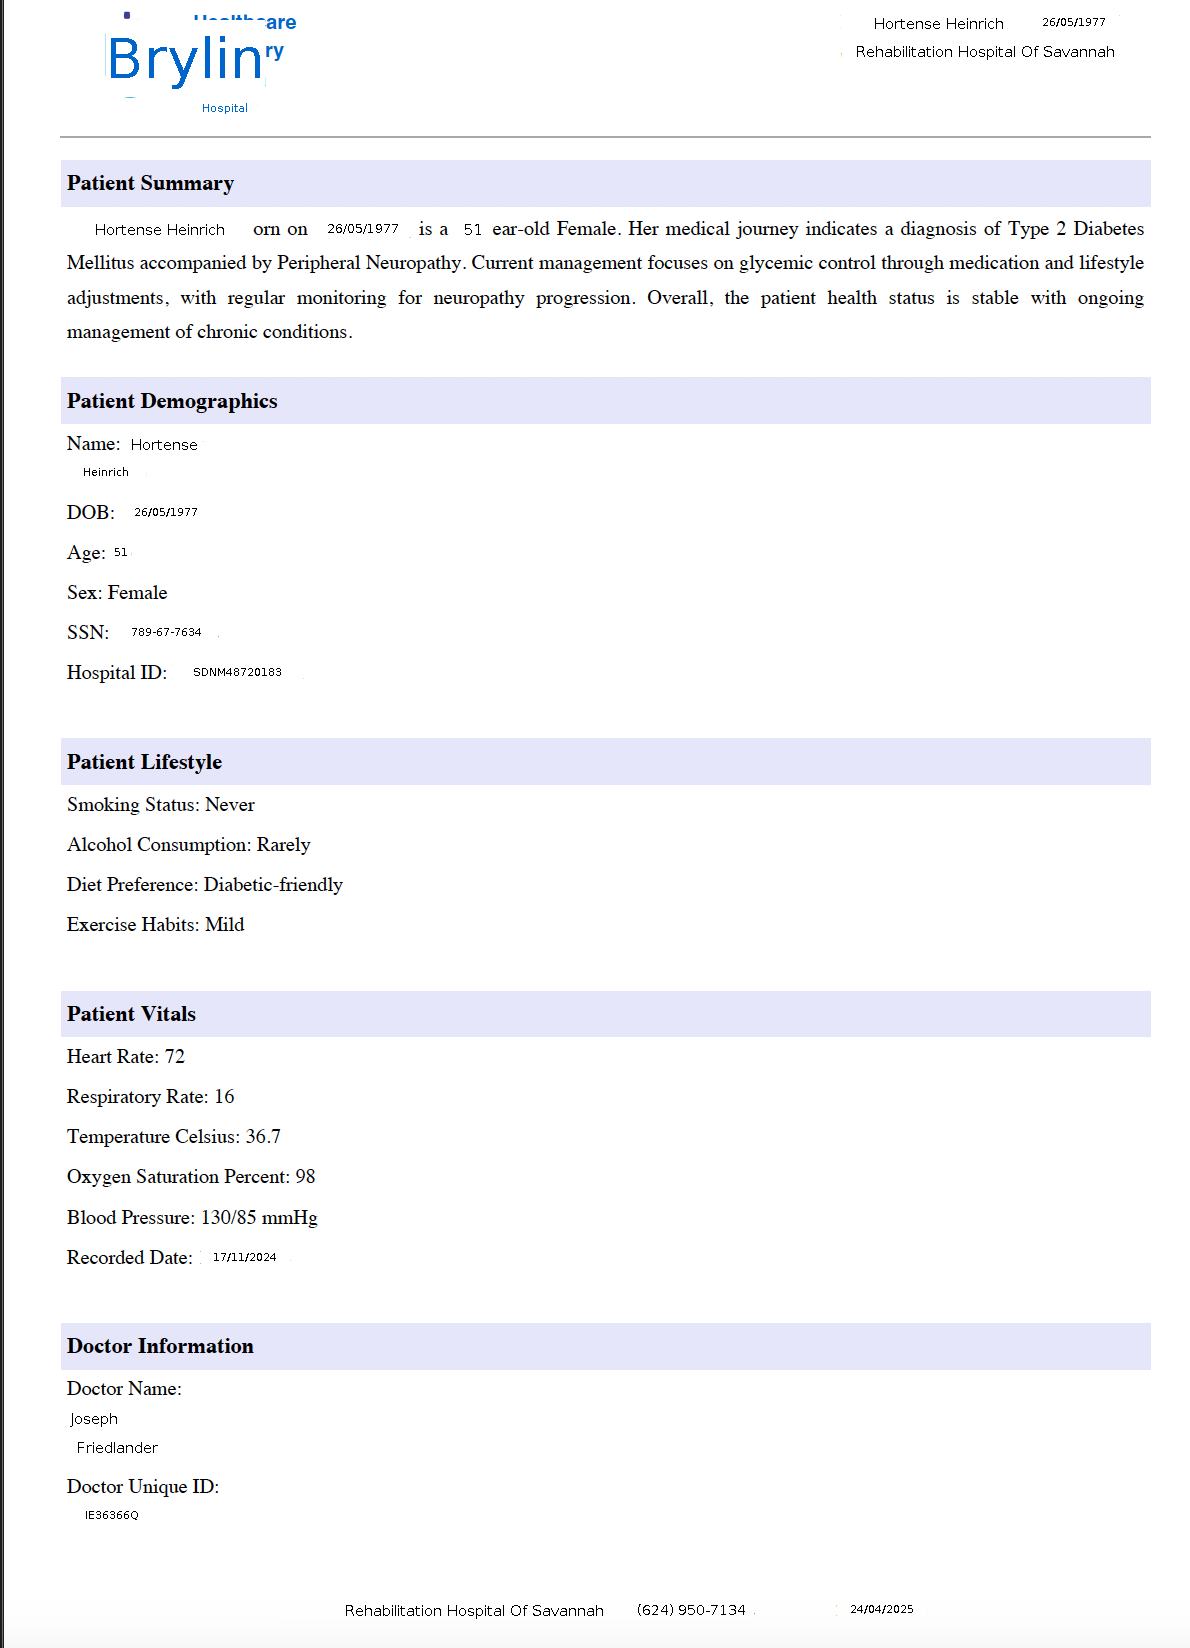 Healthcare
Brylin ry
Hospital
Hortense Heinrich 26/05/1977
Rehabilitation Hospital Of Savannah
Patient Summary
Hortense Heinrich orn on 26/05/1977 is a 51 ear-old Female. Her medical journey indicates a diagnosis of Type 2 Diabetes
Mellitus accompanied by Peripheral Neuropathy. Current management focuses on glycemic control through medication and lifestyle
adjustments, with regular monitoring for neuropathy progression. Overall, the patient health status is stable with ongoing
management of chronic conditions.
Patient Demographics
Name: Hortense
Heinrich
DOB: 26/05/1977
Age: 51
Sex: Female
SSN: 789-67-7634
Hospital ID: SDNM48720183
Patient Lifestyle
Smoking Status: Never
Alcohol Consumption: Rarely
Diet Preference: Diabetic-friendly
Exercise Habits: Mild
Patient Vitals
Heart Rate: 72
Respiratory Rate: 16
Temperature Celsius: 36.7
Oxygen Saturation Percent: 98
Blood Pressure: 130/85 mmHg
Recorded Date: 17/11/2024
Doctor Information
Doctor Name:
Joseph
Friedlander
Doctor Unique ID:
IE36366Q
Rehabilitation Hospital Of Savannah (624) 950-7134 24/04/2025